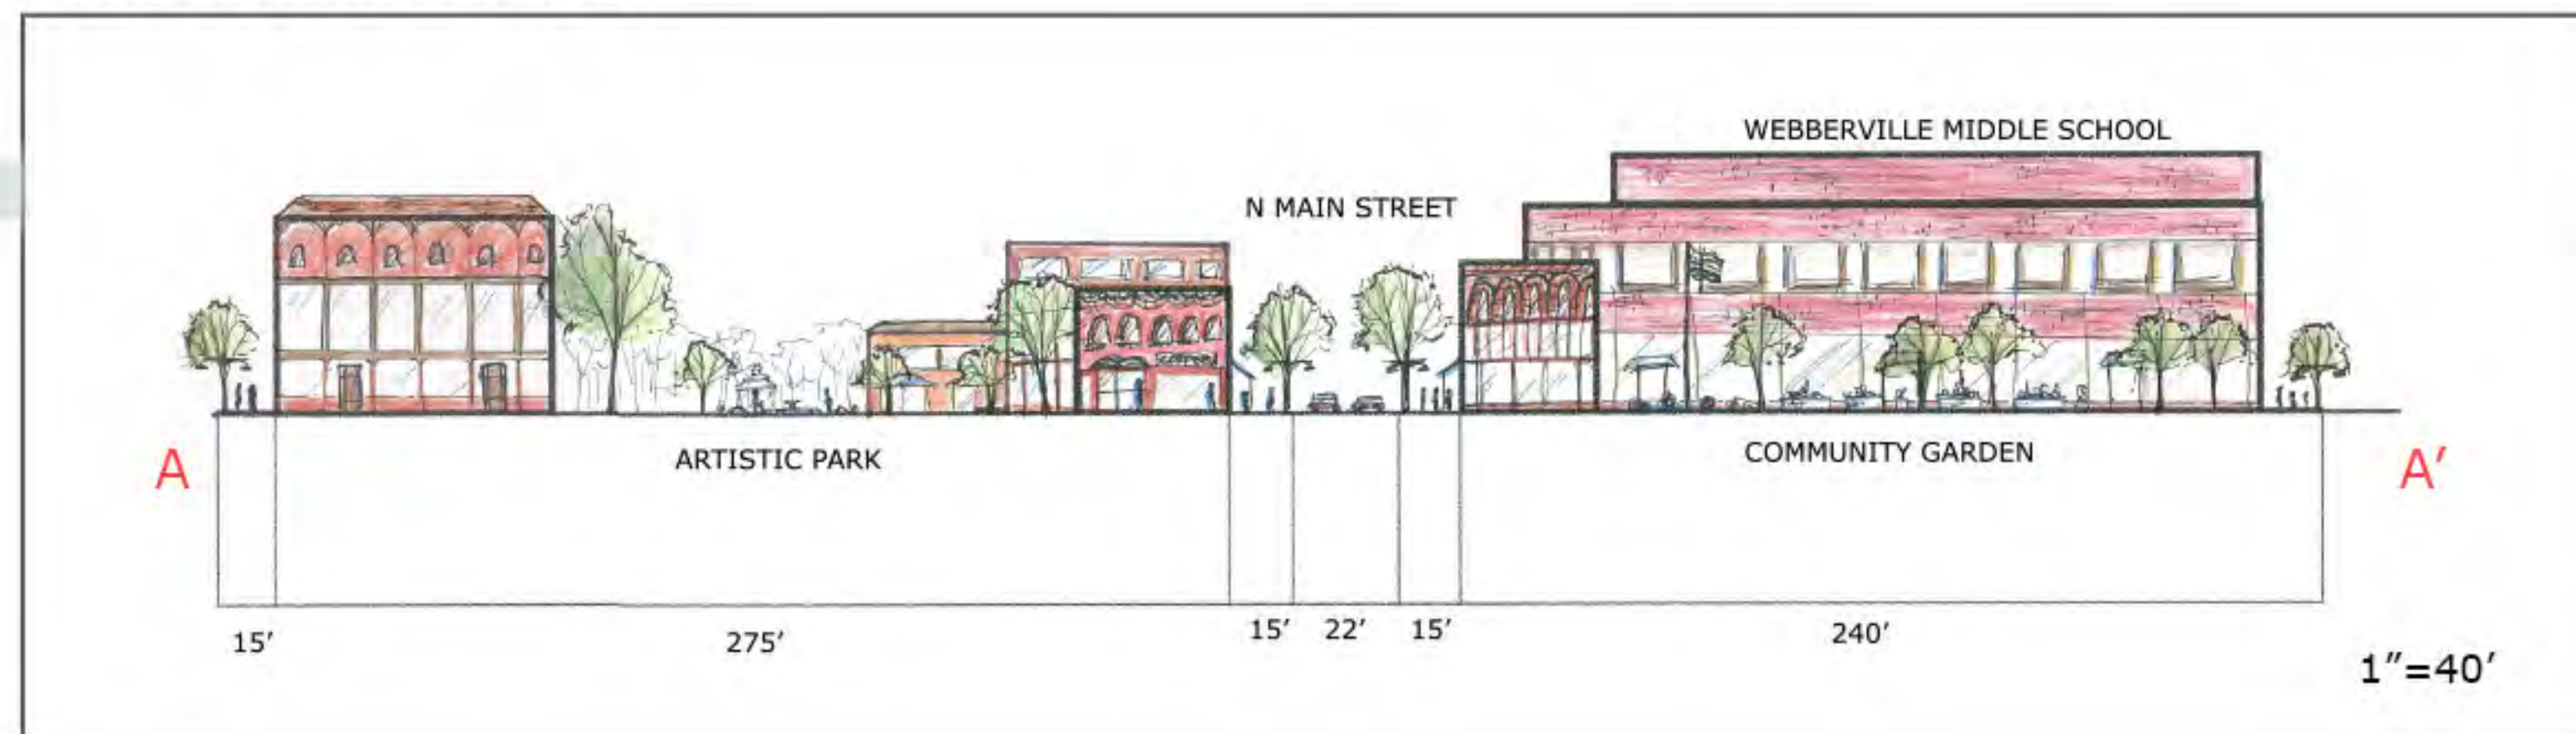 WEBBERVILLE MIDDLE SCHOOL
N MAIN STREET
ARTISTIC PARK
COMMUNITY GARDEN
A
A′
15′
275′
15′
22′
15′
240′
1″=40′